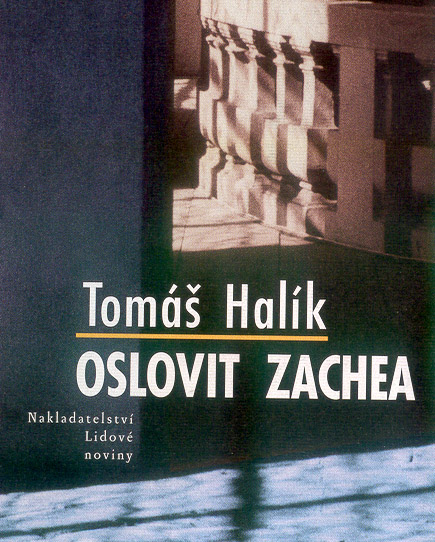 Tomáš Halík
OSLOVIT ZACHEA
Nakladatelství
Lidové
noviny